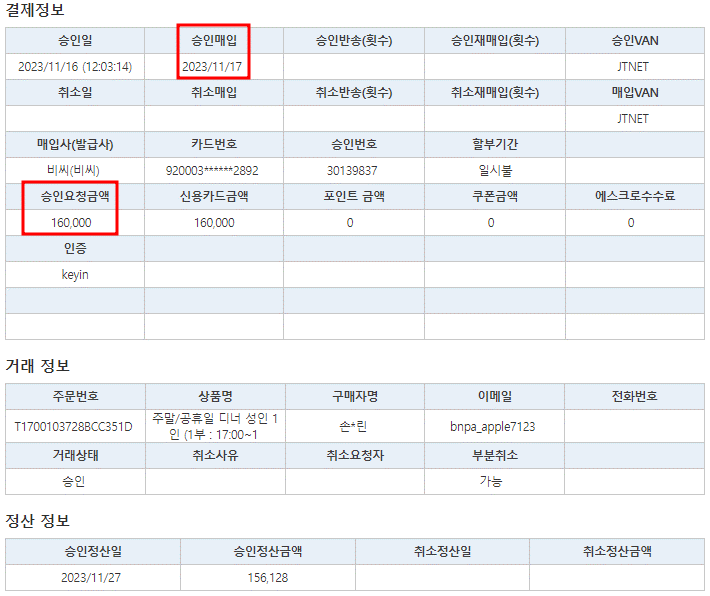 결제정보
승인일 승인매입 승인반송(횟수) 승인재매입(횟수) 승인VAN
2023/11/16 (12:03:14) 2023/11/17 JTNET
취소일 취소매입 취소반송(횟수) 취소재매입(횟수) 매입VAN
JTNET
매입사(발급사) 카드번호 승인번호 할부기간
비씨(비씨) 920003******2892 30139837 일시불
승인요청금액 신용카드금액 포인트 금액 쿠폰금액 에스크로수수료
160,000 160,000 0 0 0
인증
keyin
거래 정보
주문번호 상품명 구매자명 이메일 전화번호
T1700103728BCC351D 주말/공휴일 디너 성인 1 손*린 bnpa_apple7123
인 (1부 : 17:00~1
거래상태 취소사유 취소요청자 부분취소
승인 가능
정산 정보
승인정산일 승인정산금액 취소정산일 취소정산금액
2023/11/27 156,128